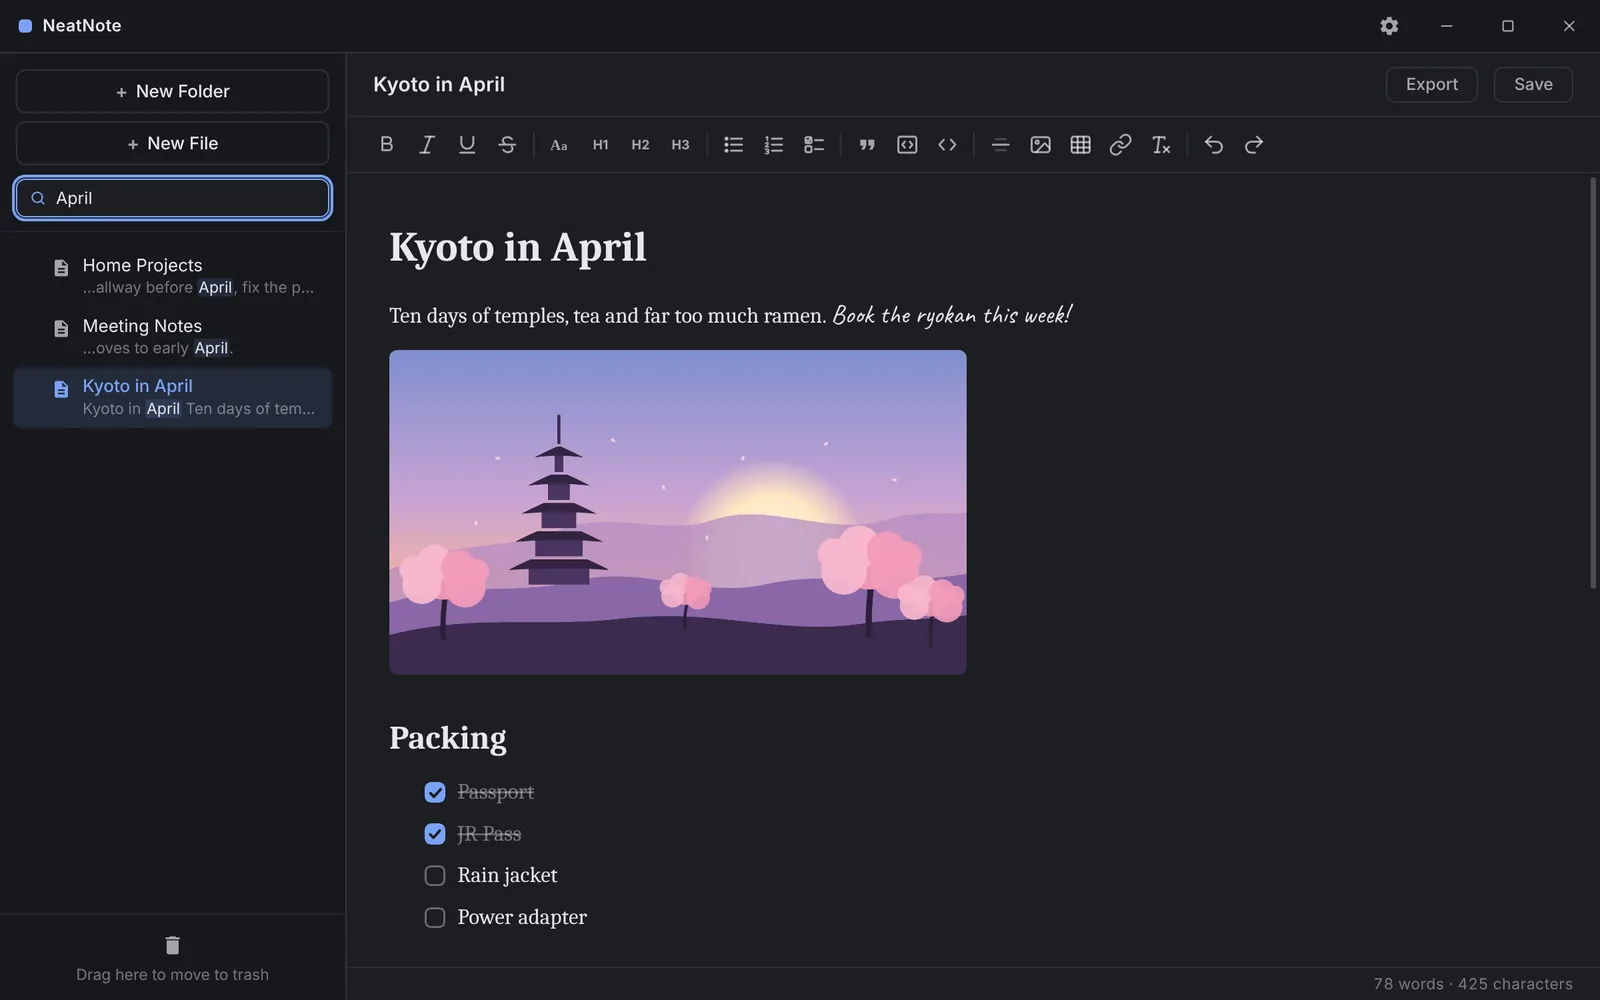 NeatNote
+ New Folder
+ New File
April
Home Projects
...allway before April, fix the p...
Meeting Notes
...oves to early April.
Kyoto in April
Kyoto in April Ten days of tem...
Drag here to move to trash
Kyoto in April
Export
Save
B I U S Aa H1 H2 H3
Kyoto in April
Ten days of temples, tea and far too much ramen. Book the ryokan this week!
Packing
Passport
JR Pass
Rain jacket
Power adapter
78 words · 425 characters